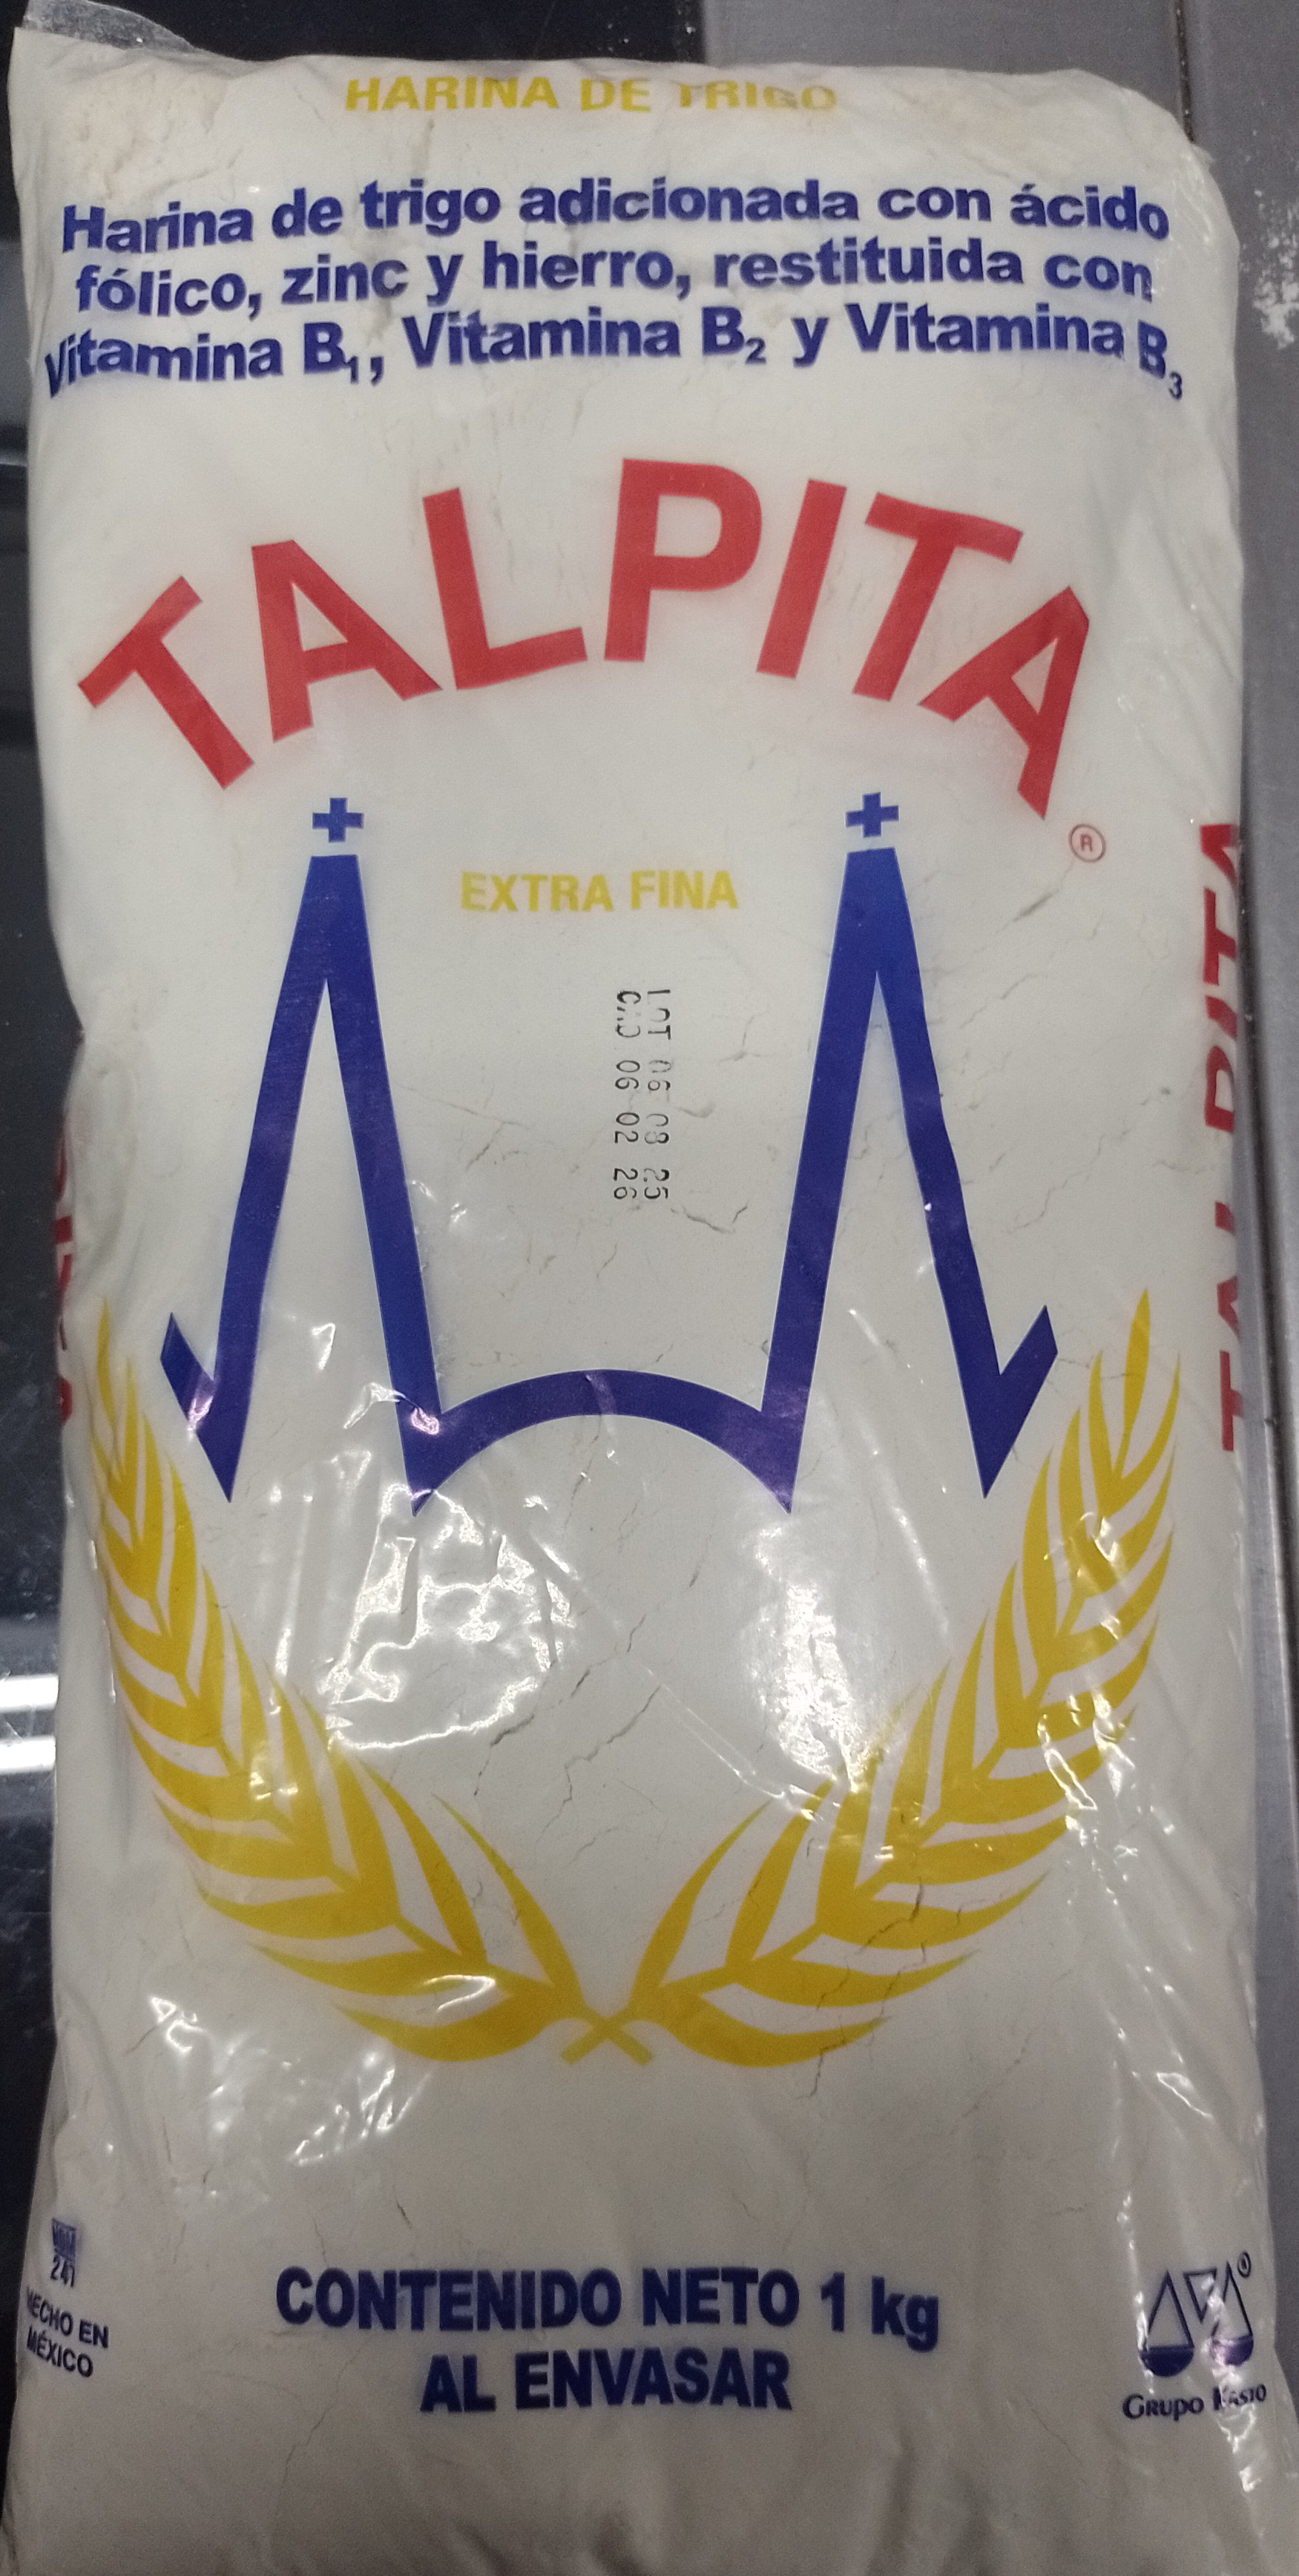 HARINA DE TRIGO
Harina de trigo adicionada con ácido
fólico, zinc y hierro, restituida con
Vitamina B₁, Vitamina B₂ y Vitamina B₃
TALPITA
®
EXTRA FINA
LOT 06 08 25
CAD 06 02 26
TALPITA
241
HECHO EN
MÉXICO
CONTENIDO NETO 1 kg
AL ENVASAR
®
GRUPO